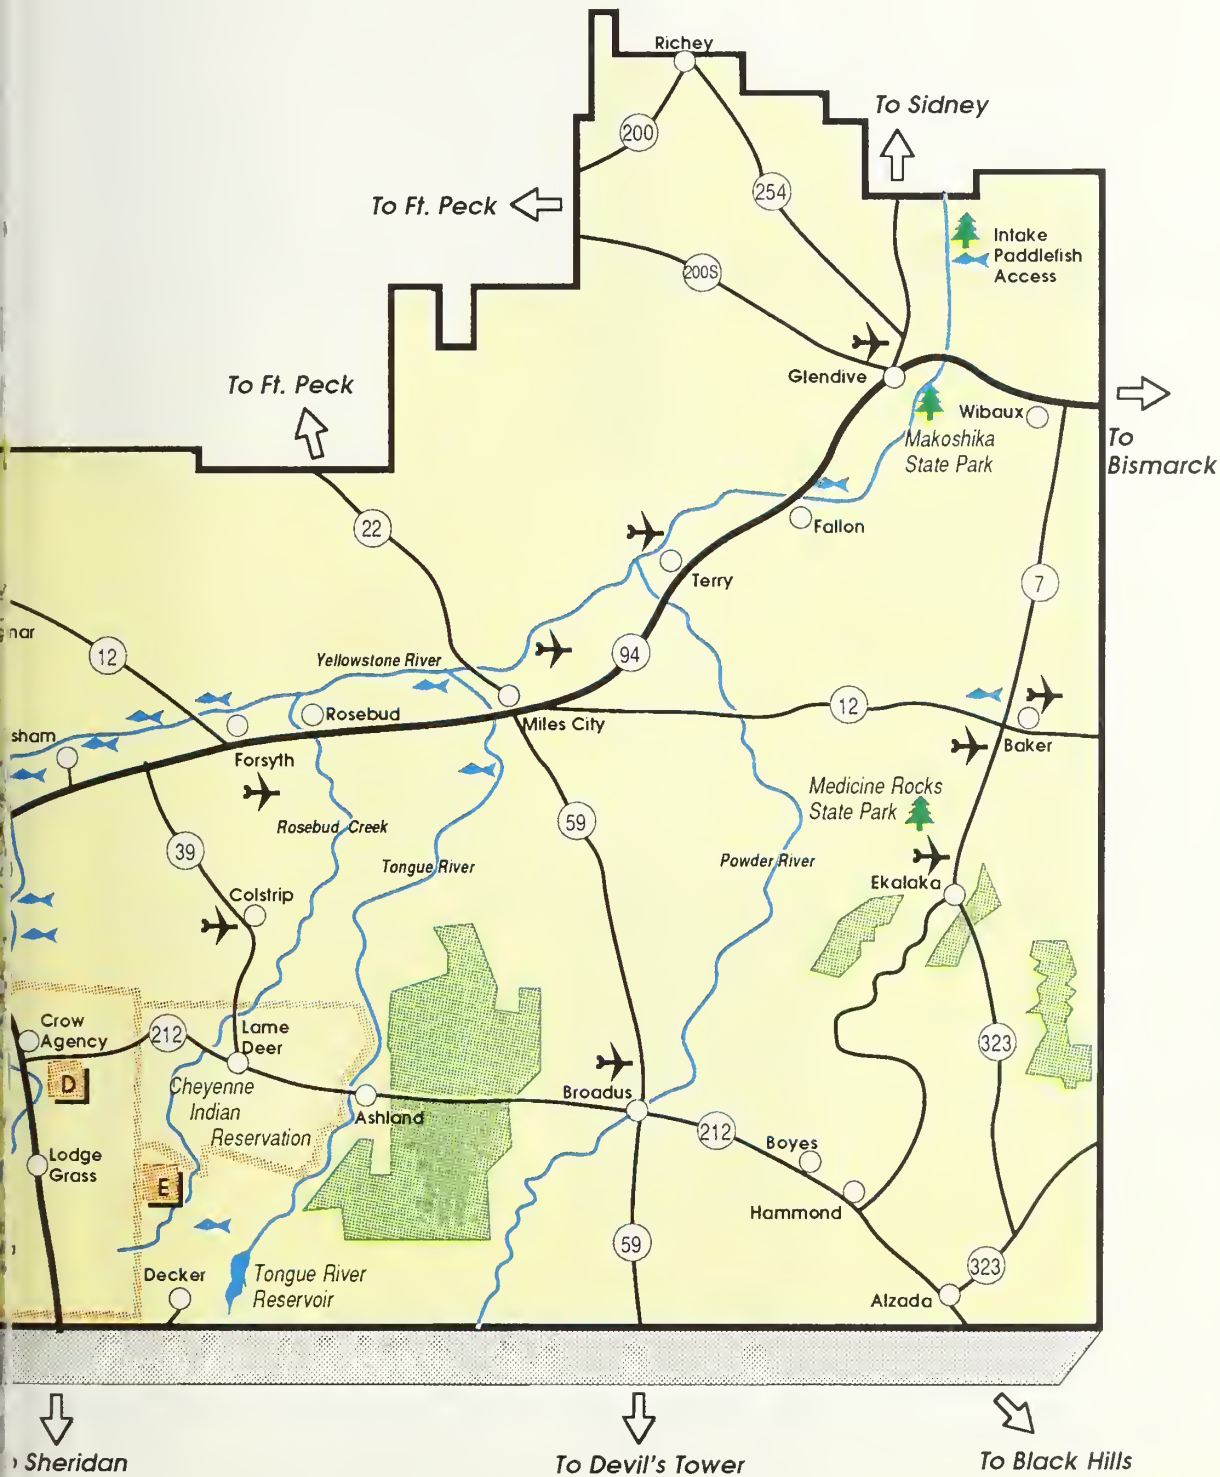 Richey
To Sidney
200
254
To Ft. Peck
Intake
Paddlefish
Access
200S
Glendive
To Ft. Peck
Wibaux
To
Bismarck
Makoshika
State Park
22
Fallon
Terry
7
12
94
Yellowstone River
Rosebud
12
Miles City
Forsyth
Baker
Medicine Rocks
State Park
59
Rosebud Creek
39
Tongue River
Powder River
Ekalaka
Colstrip
Crow
Agency
212
Lame
Deer
323
D
Cheyenne
Indian
Reservation
Ashland
Broadus
212
Boyes
Lodge
Grass
E
Hammond
59
Decker
Tongue River
Reservoir
323
Alzada
Sheridan
To Devil's Tower
To Black Hills